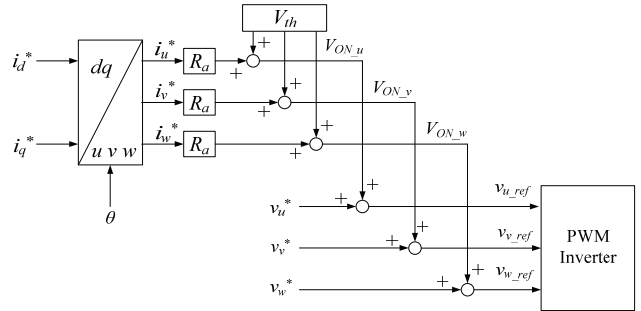 V_th
V_ON_u
V_ON_v
V_ON_w
i_d*
i_q*
dq
u v w
θ
i_u*
i_v*
i_w*
R_a
R_a
R_a
+
+
+
+
+
+
v_u*
v_v*
v_w*
+
+
+
+
+
+
v_u_ref
v_v_ref
v_w_ref
PWM
Inverter